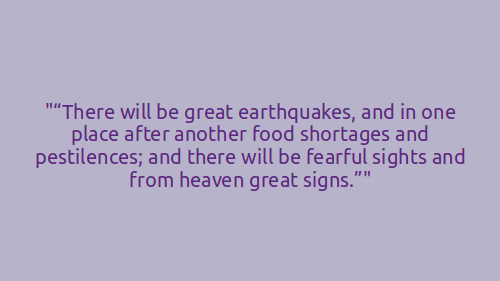 "“There will be great earthquakes, and in one
place after another food shortages and
pestilences; and there will be fearful sights and
from heaven great signs.”"